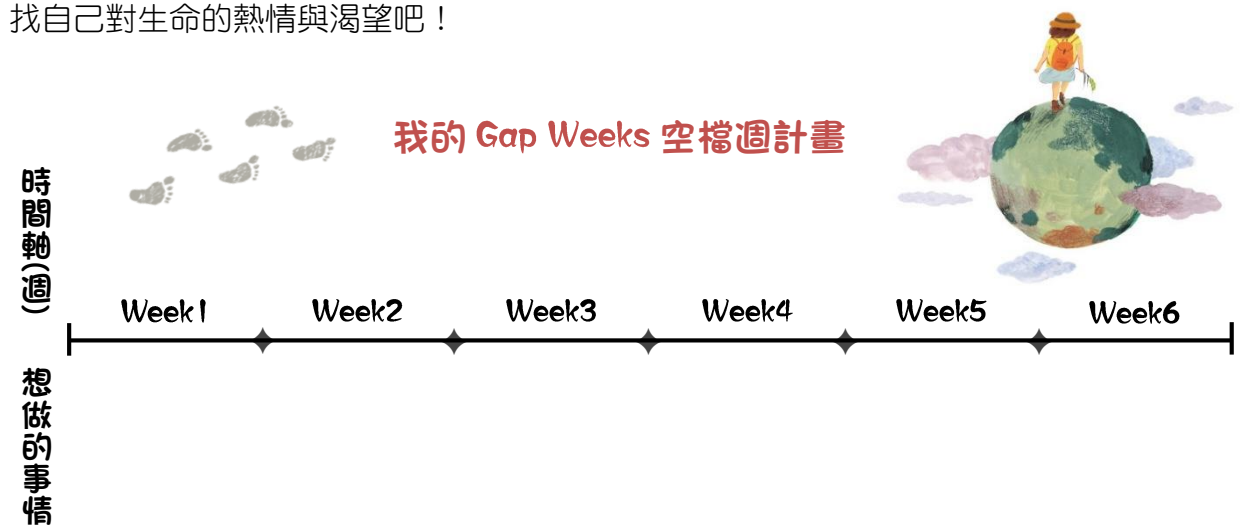 找自己對生命的熱情與渴望吧！
我的 Gap Weeks 空檔週計畫
時間軸(週)
Week1 Week2 Week3 Week4 Week5 Week6
想做的事情